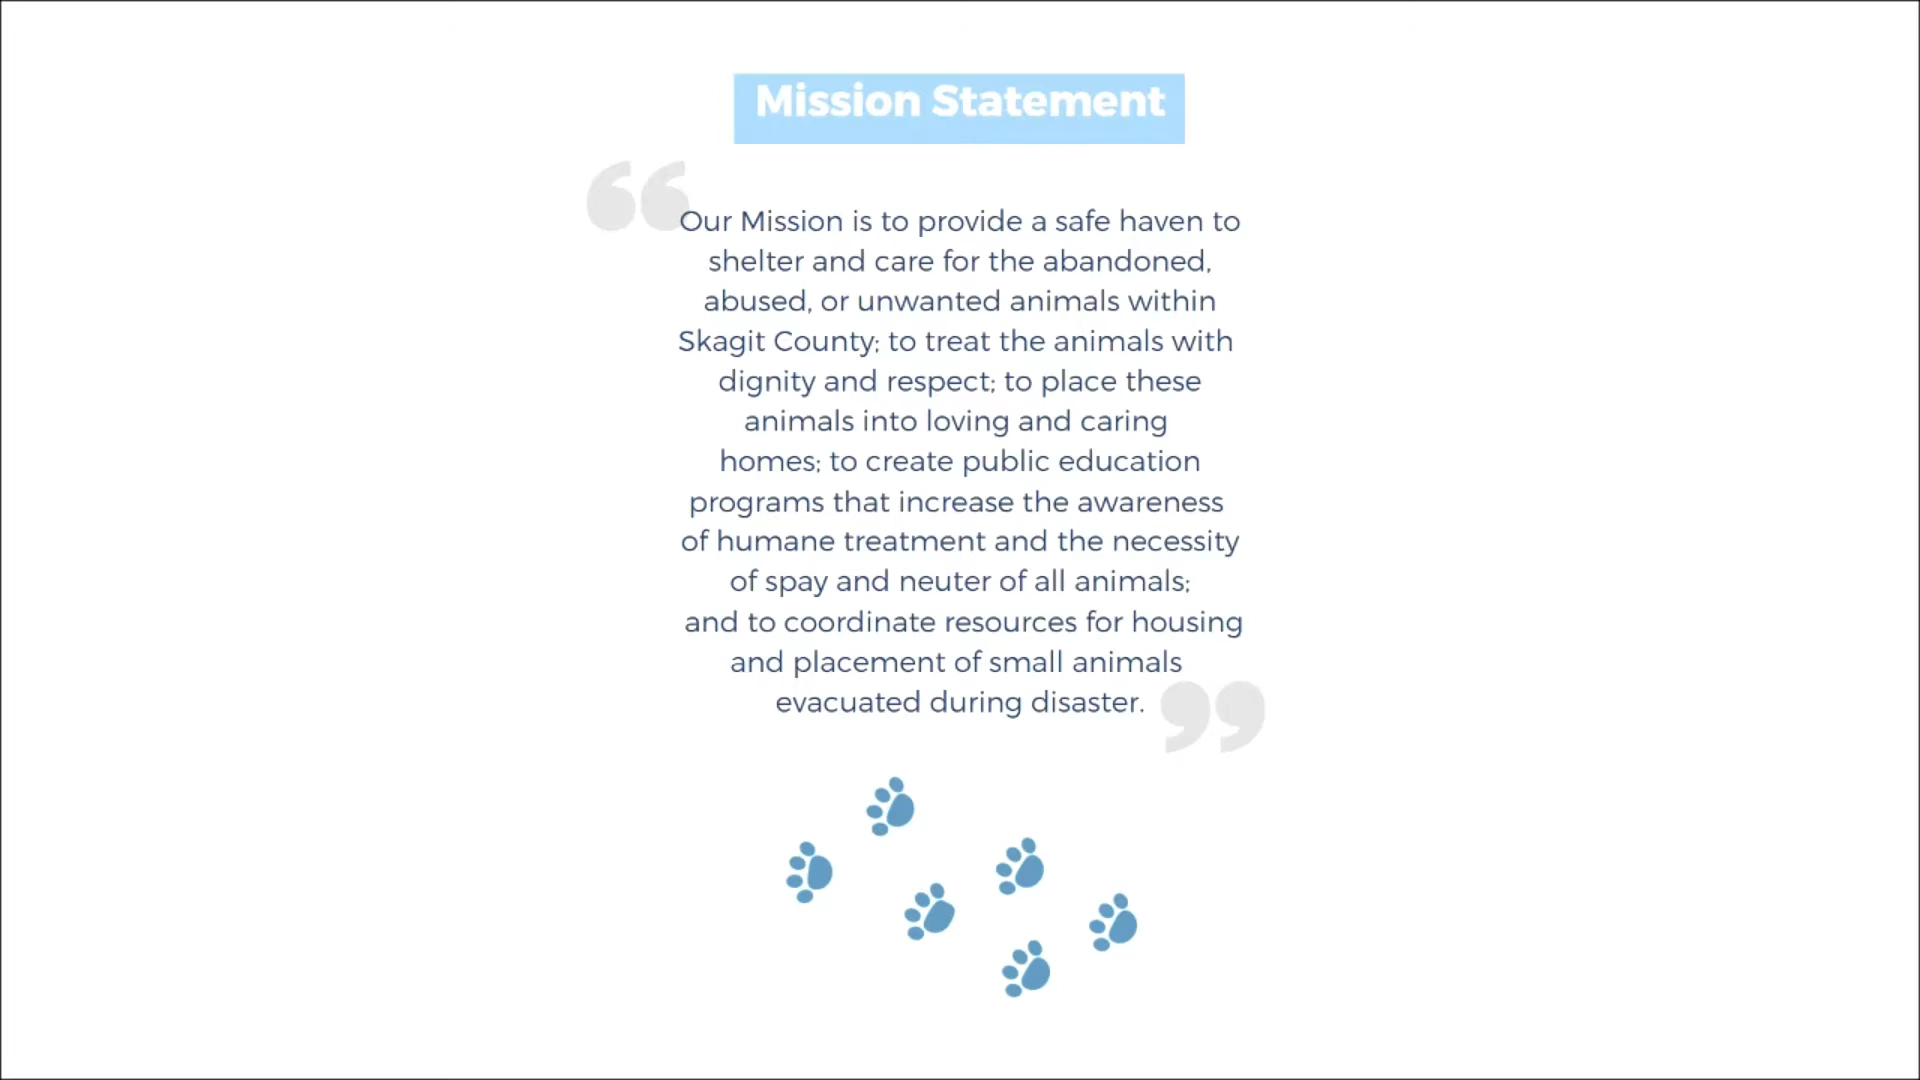 Mission Statement
“
Our Mission is to provide a safe haven to
shelter and care for the abandoned,
abused, or unwanted animals within
Skagit County; to treat the animals with
dignity and respect; to place these
animals into loving and caring
homes; to create public education
programs that increase the awareness
of humane treatment and the necessity
of spay and neuter of all animals;
and to coordinate resources for housing
and placement of small animals
evacuated during disaster.
”